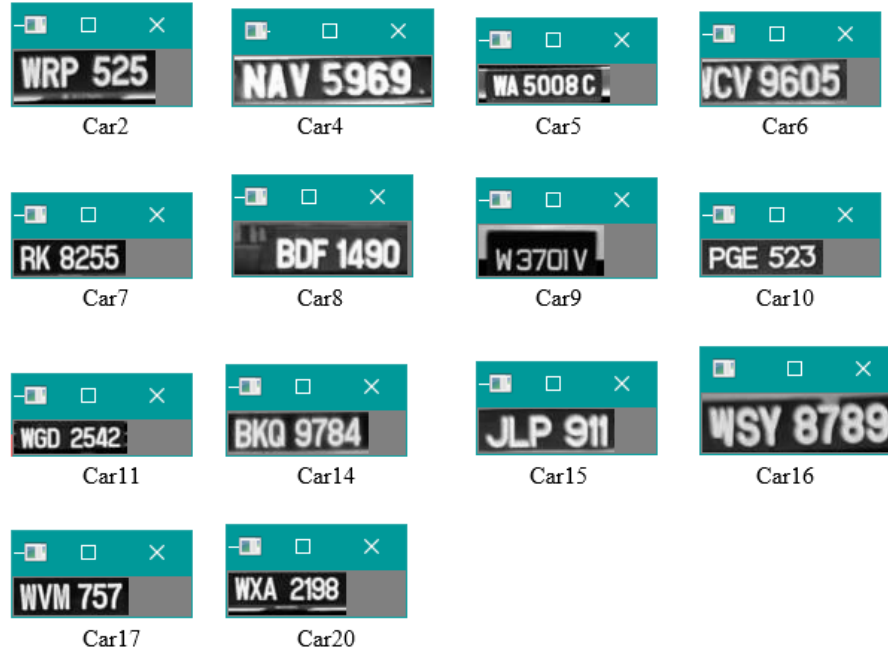 WRP 525 NAV 5969 WA 5008 C WCV 9605
Car2 Car4 Car5 Car6
RK 8255 BDF 1490 W 3701 V PGE 523
Car7 Car8 Car9 Car10
WGD 2542 BKQ 9784 JLP 911 WSY 8789
Car11 Car14 Car15 Car16
WVM 757 WXA 2198
Car17 Car20